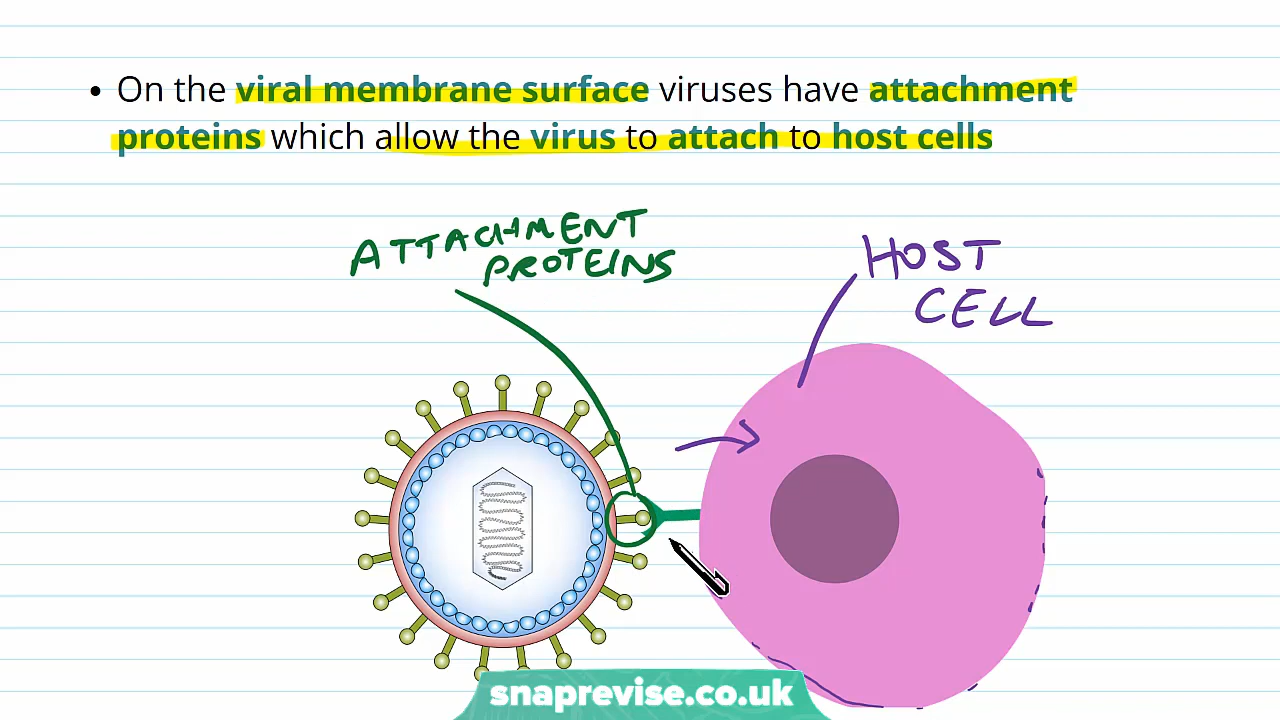 • On the viral membrane surface viruses have attachment
proteins which allow the virus to attach to host cells
ATTACHMENT
PROTEINS
HOST
CELL
snaprevise.co.uk